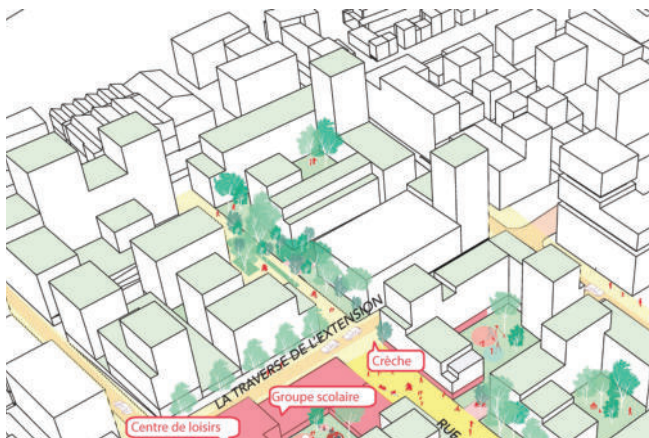 LA TRAVERSE DE L'EXTENSION
Crèche
Groupe scolaire
Centre de loisirs
RUE